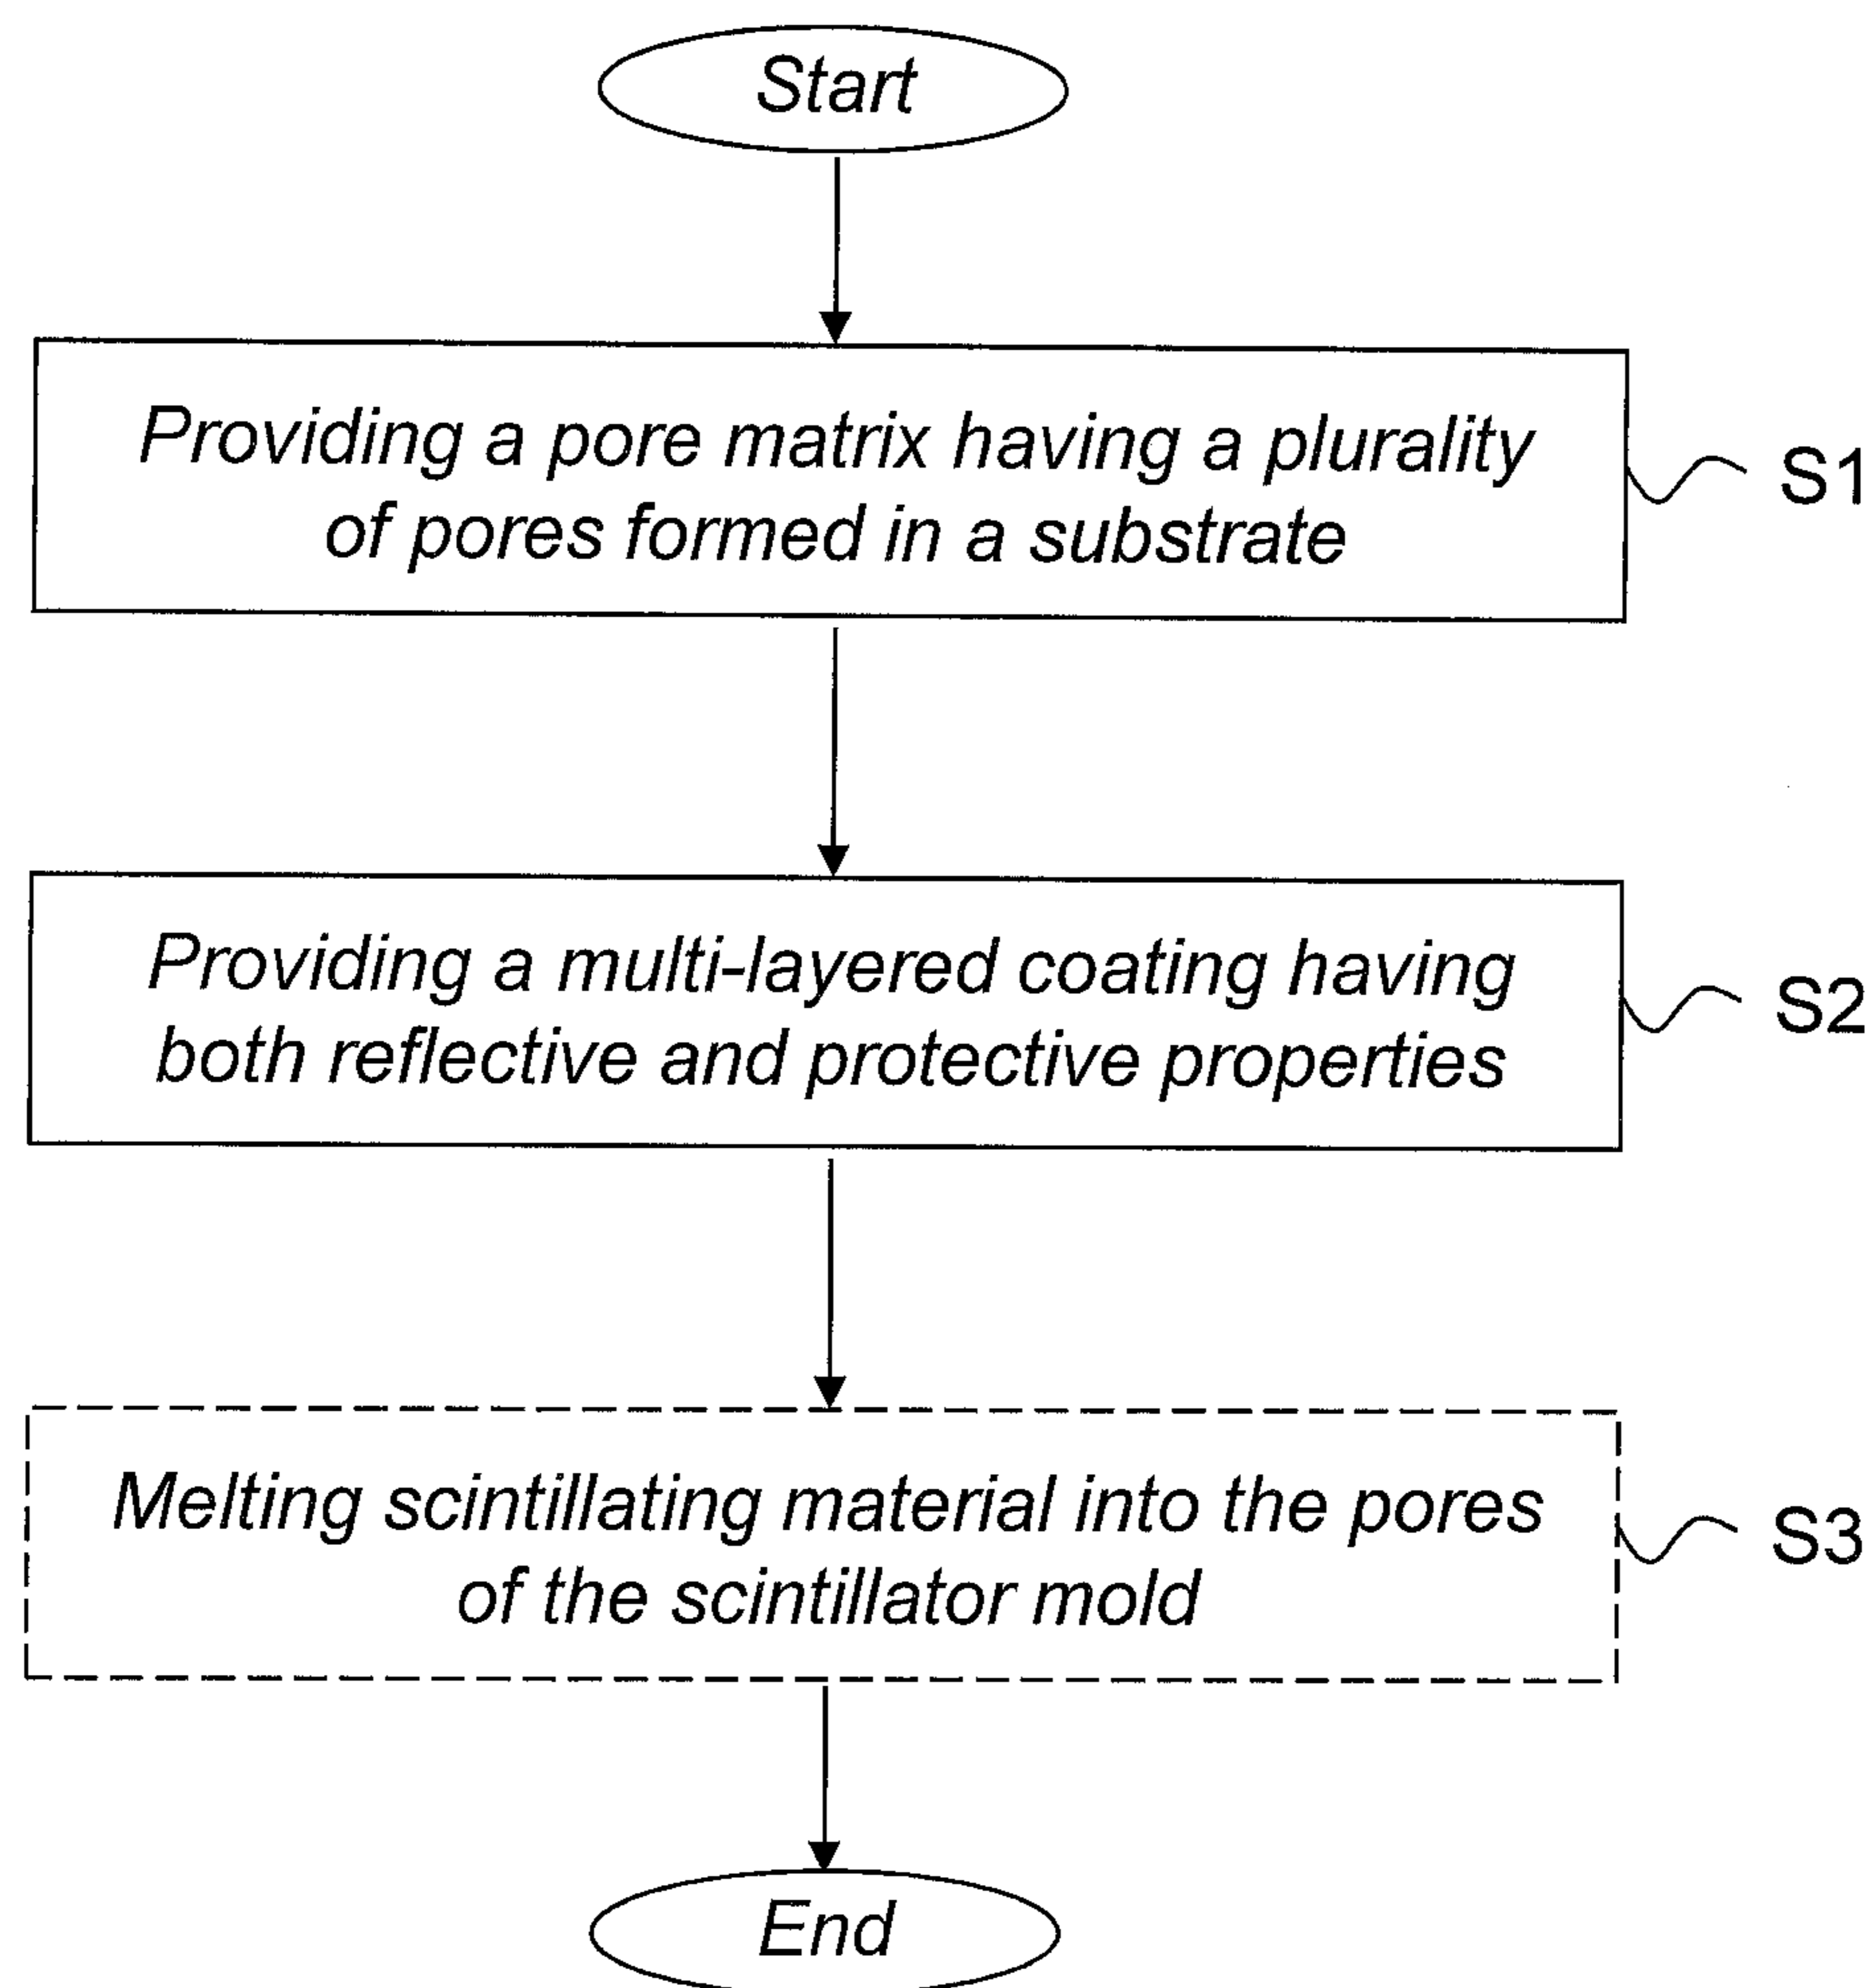 Start
Providing a pore matrix having a plurality
of pores formed in a substrate
S1
Providing a multi-layered coating having
both reflective and protective properties
S2
Melting scintillating material into the pores
of the scintillator mold
S3
End